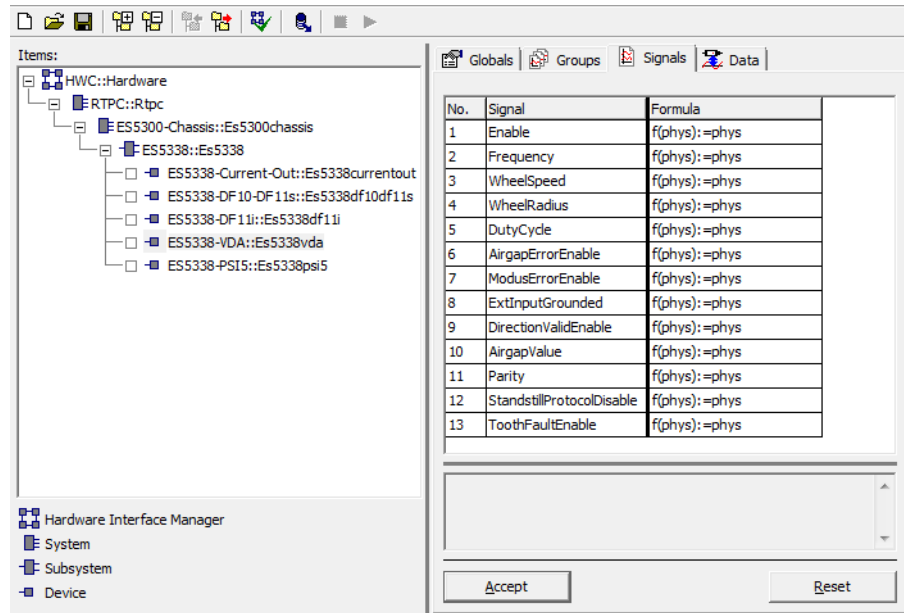 Items:
HWC::Hardware
RTPC::Rtpc
ES5300-Chassis::Es5300chassis
ES5338::Es5338
ES5338-Current-Out::Es5338currentout
ES5338-DF10-DF11s::Es5338df10df11s
ES5338-DF11i::Es5338df11i
ES5338-VDA::Es5338vda
ES5338-PSI5::Es5338psi5
Hardware Interface Manager
System
Subsystem
Device
Globals Groups Signals Data
No. Signal Formula
1 Enable f(phys):=phys
2 Frequency f(phys):=phys
3 WheelSpeed f(phys):=phys
4 WheelRadius f(phys):=phys
5 DutyCycle f(phys):=phys
6 AirgapErrorEnable f(phys):=phys
7 ModusErrorEnable f(phys):=phys
8 ExtInputGrounded f(phys):=phys
9 DirectionValidEnable f(phys):=phys
10 AirgapValue f(phys):=phys
11 Parity f(phys):=phys
12 StandstillProtocolDisable f(phys):=phys
13 ToothFaultEnable f(phys):=phys
Accept Reset